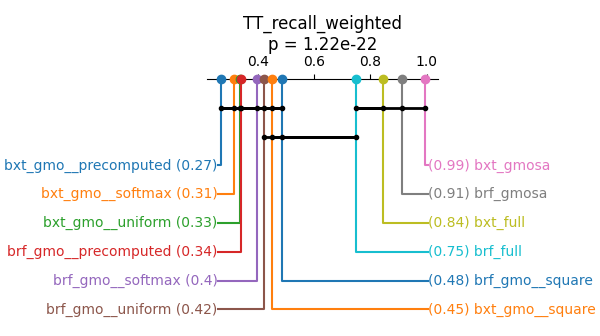 TT_recall_weighted
p = 1.22e-22
0.4 0.6 0.8 1.0
bxt_gmo__precomputed (0.27) (0.99) bxt_gmosa
bxt_gmo__softmax (0.31) (0.91) brf_gmosa
bxt_gmo__uniform (0.33) (0.84) bxt_full
brf_gmo__precomputed (0.34) (0.75) brf_full
brf_gmo__softmax (0.4) (0.48) brf_gmo__square
brf_gmo__uniform (0.42) (0.45) bxt_gmo__square